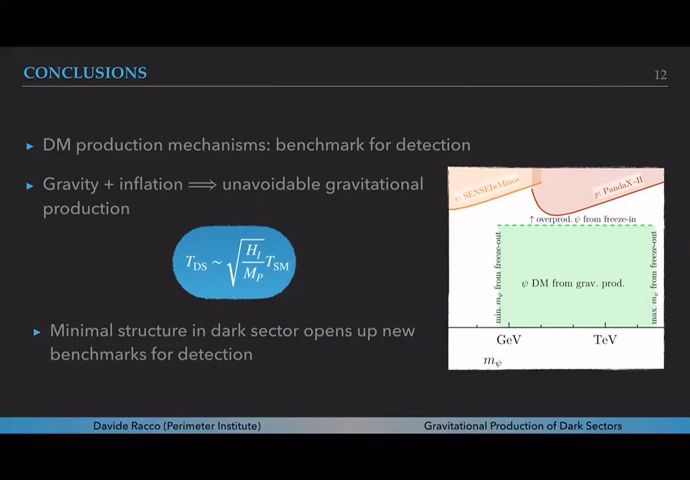 CONCLUSIONS
12
DM production mechanisms: benchmark for detection
Gravity + inflation ⟹ unavoidable gravitational
production
T_DS ~ √(H_I/M_P) T_SM
Minimal structure in dark sector opens up new
benchmarks for detection
e: SENSEI+Minos
p: PandaX-II
↑ overprod. ψ from freeze-in
min. m_ψ from freeze-out
ψ DM from grav. prod.
max. m_ψ from freeze-out
GeV
TeV
m_ψ
Davide Racco (Perimeter Institute)
Gravitational Production of Dark Sectors